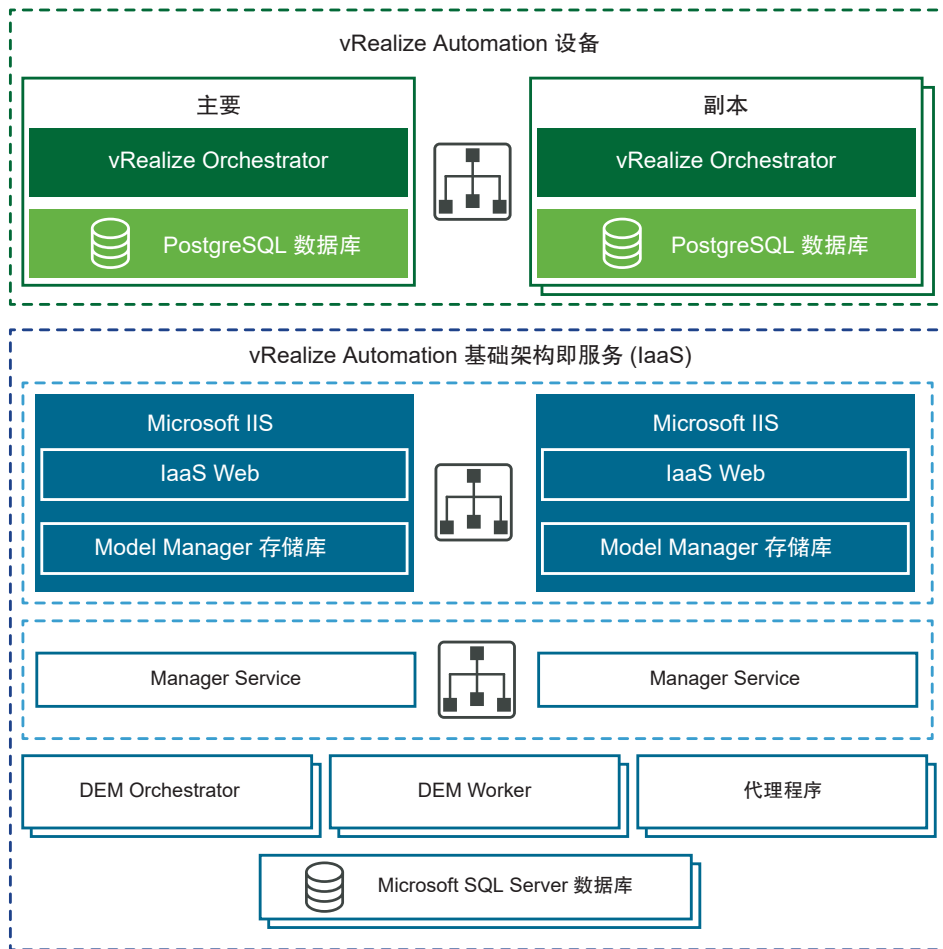 vRealize Automation 设备
主要
副本
vRealize Orchestrator
vRealize Orchestrator
PostgreSQL 数据库
PostgreSQL 数据库
vRealize Automation 基础架构即服务 (IaaS)
Microsoft IIS
Microsoft IIS
IaaS Web
IaaS Web
Model Manager 存储库
Model Manager 存储库
Manager Service
Manager Service
DEM Orchestrator
DEM Worker
代理程序
Microsoft SQL Server 数据库